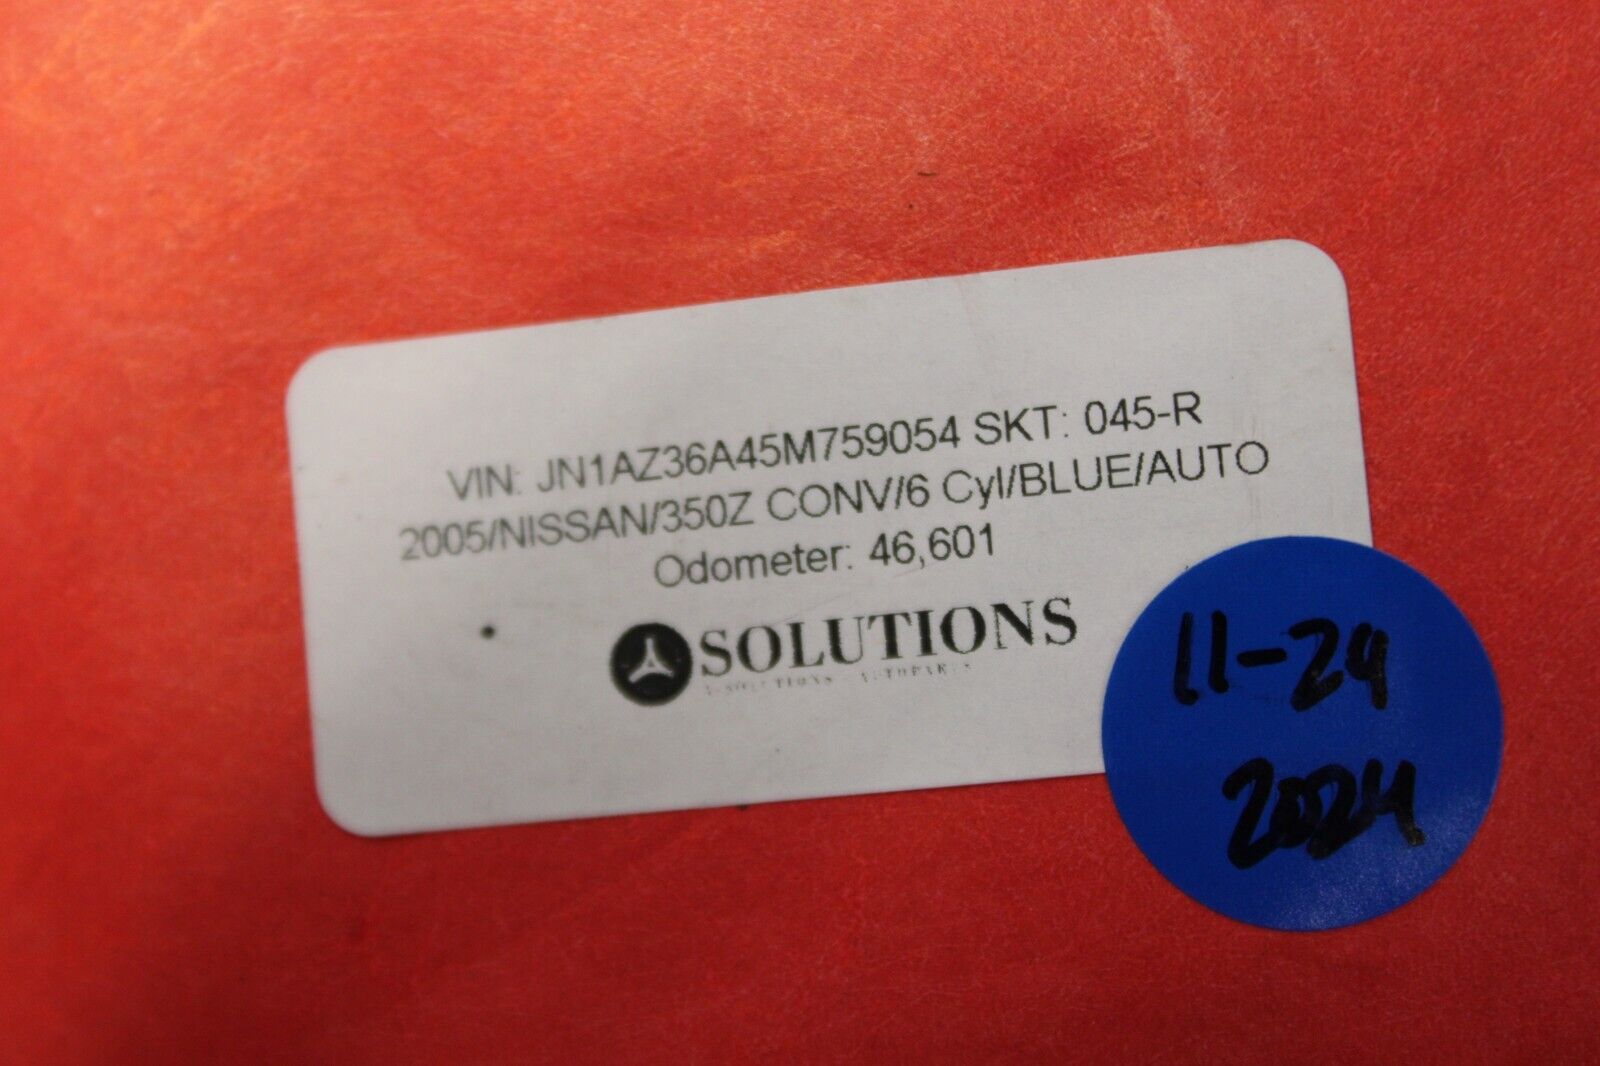 VIN: JN1AZ36A45M759054 SKT: 045-R
2005/NISSAN/350Z CONV/6 Cyl/BLUE/AUTO
Odometer: 46,601
SOLUTIONS
AUTOPARTS
11-24
2024